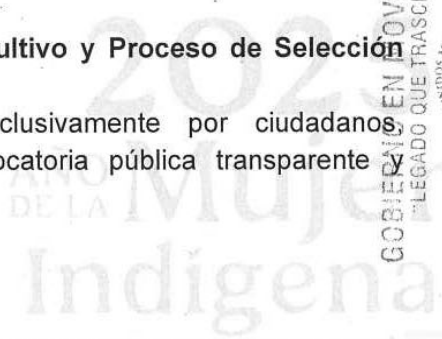 ultivo y Proceso de Selección
clusivamente por ciudadanos,
ocatoria pública transparente y
2025
AÑO
DE LA
Mujer
Indígena
GOBIERNO EN MOV
"LEGADO QUE TRASC